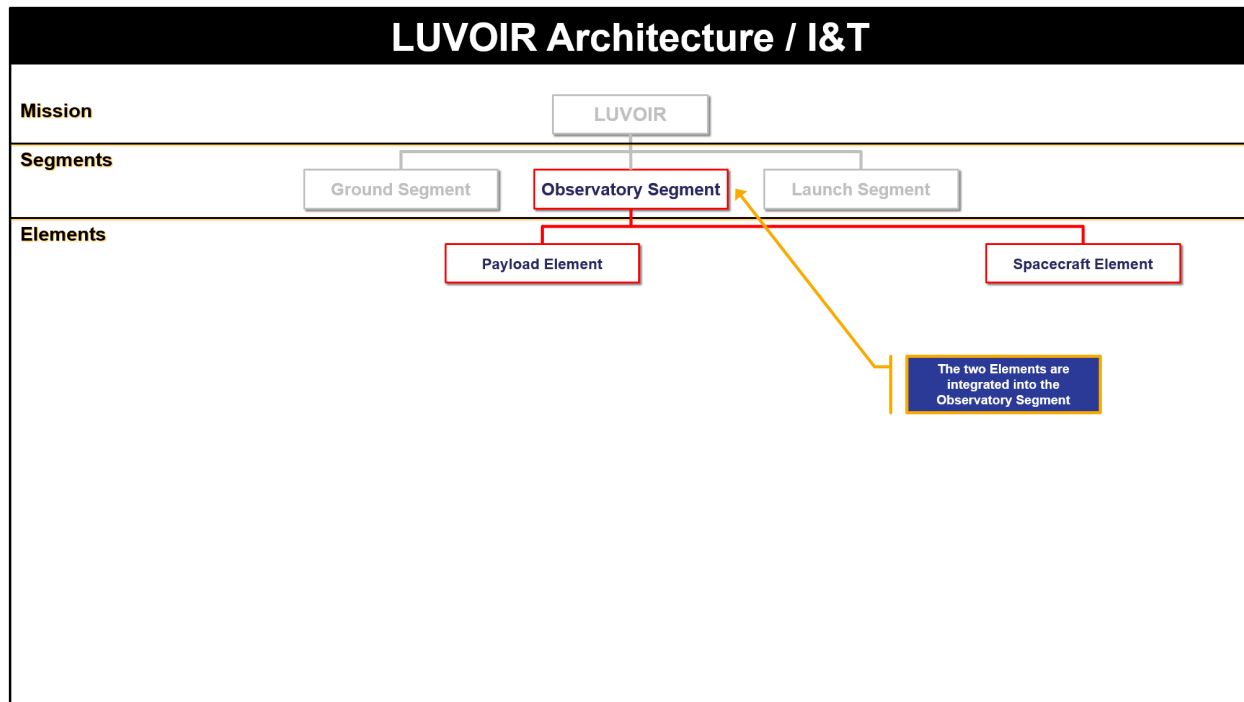 LUVOIR Architecture / I&T
Mission
LUVOIR
Segments
Ground Segment
Observatory Segment
Launch Segment
Elements
Payload Element
Spacecraft Element
The two Elements are
integrated into the
Observatory Segment